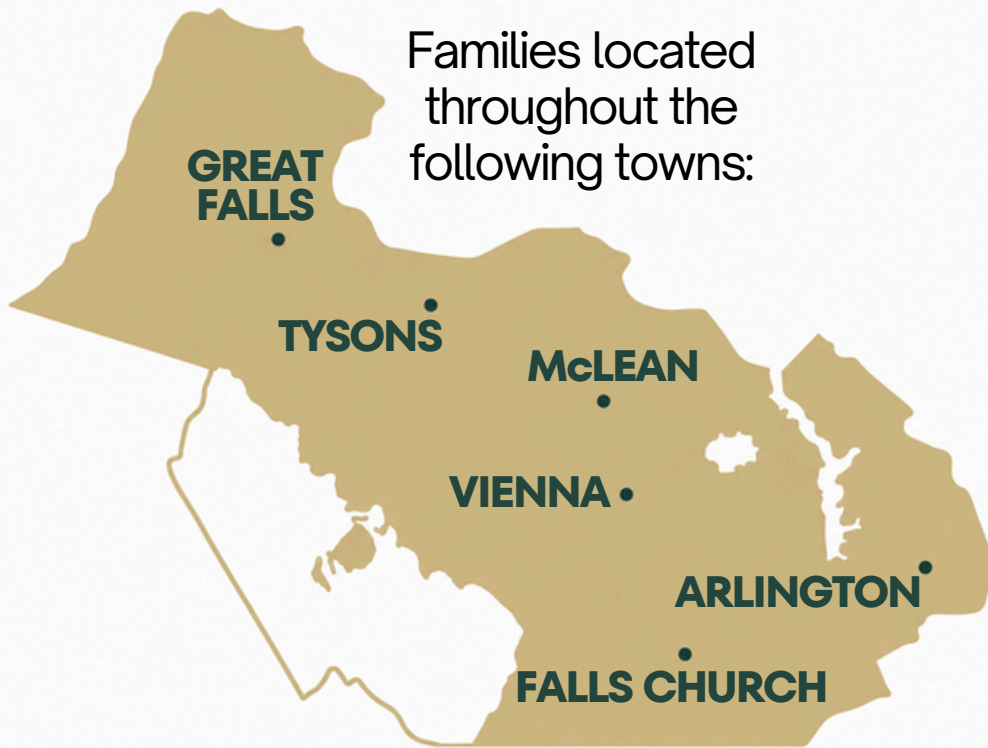 Families located
throughout the
following towns:
GREAT
FALLS
TYSONS
McLEAN
VIENNA
ARLINGTON
FALLS CHURCH